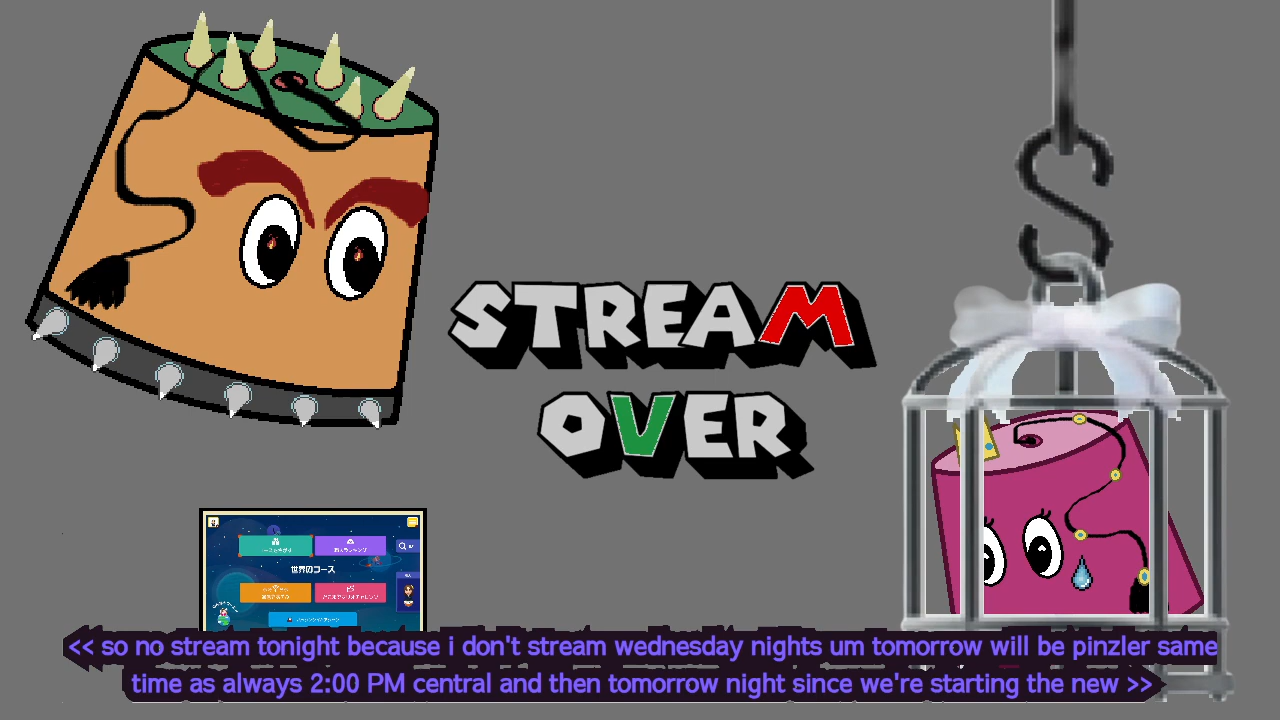 STREAM
OVER
世界のコース
<< so no stream tonight because i don't stream wednesday nights um tomorrow will be pinzler same
time as always 2:00 PM central and then tomorrow night since we're starting the new >>